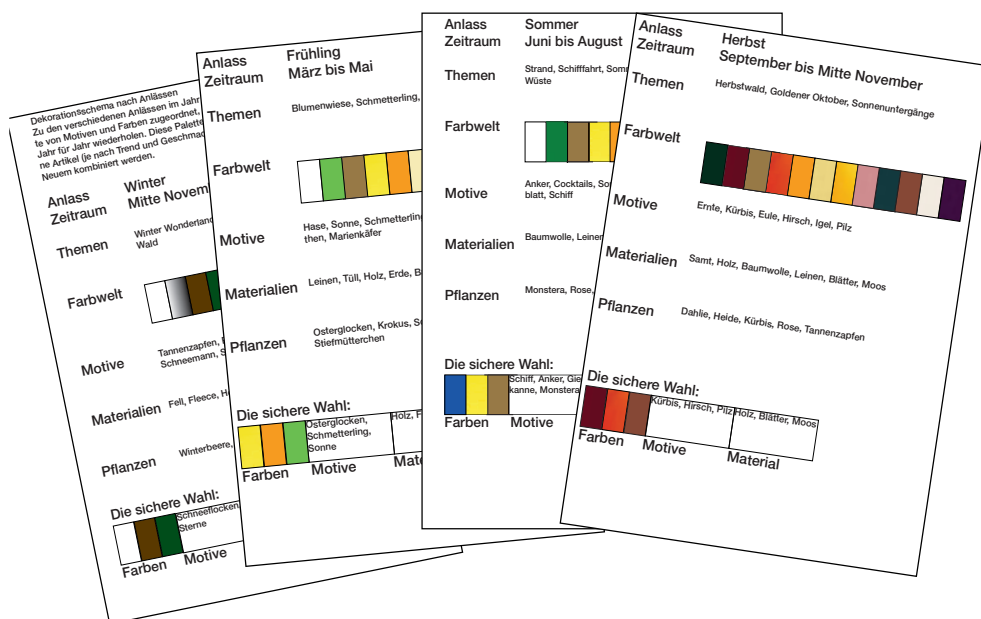 Dekorationsschema nach Anlässen
Zu den verschiedenen Anlässen im Jahr
te von Motiven und Farben zugeordnet,
Jahr für Jahr wiederholen. Diese Palette
ne Artikel (je nach Trend und Geschmac
Neuem kombiniert werden.
Anlass Winter
Zeitraum Mitte Novem
Themen Winter Wonderland
Wald
Farbwelt
Motive Tannenzapfen,
Schneemann,
Materialien Fell, Fleece,
Pflanzen Winterbeere,
Die sichere Wahl:
Schneeflocken
Sterne
Farben Motive
Anlass Frühling
Zeitraum März bis Mai
Themen Blumenwiese, Schmetterling,
Farbwelt
Motive Hase, Sonne, Schmetterling
then, Marienkäfer
Materialien Leinen, Tüll, Holz, Erde, B
Pflanzen Osterglocken, Krokus,
Stiefmütterchen
Die sichere Wahl:
Osterglocken, Holz, F
Schmetterling,
Sonne
Farben Motive Mater
Anlass Sommer
Zeitraum Juni bis August
Themen Strand, Schifffahrt, Som
Wüste
Farbwelt
Motive Anker, Cocktails, So
blatt, Schiff
Materialien Baumwolle, Leinen
Pflanzen Monstera, Rose,
Die sichere Wahl:
Schiff, Anker, Gie
kanne, Monstera
Farben Motive
Anlass Herbst
Zeitraum September bis Mitte November
Themen Herbstwald, Goldener Oktober, Sonnenuntergänge
Farbwelt
Motive Ernte, Kürbis, Eule, Hirsch, Igel, Pilz
Materialien Samt, Holz, Baumwolle, Leinen, Blätter, Moos
Pflanzen Dahlie, Heide, Kürbis, Rose, Tannenzapfen
Die sichere Wahl:
Kürbis, Hirsch, Pilz Holz, Blätter, Moos
Farben Motive Material